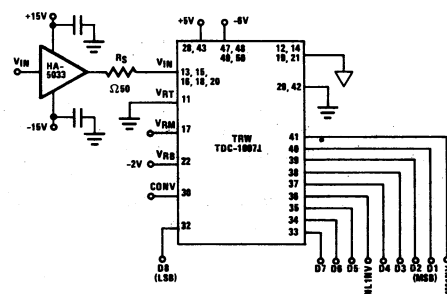 +15V
+5V
-6V
VIN
HA-
5033
RS
Ω50
-15V
28, 43
47, 48
49, 50
12, 14
19, 21
VIN
13, 15,
16, 18, 20
VRT
11
29, 42
VRM
17
TRW
TDC-1007J
VRB
-2V
22
CONV
30
32
D8
(LSB)
41
40
39
38
37
36
35
34
33
D7
D6
D5
NL1NV
D4
D3
D2
D1
(MSB)